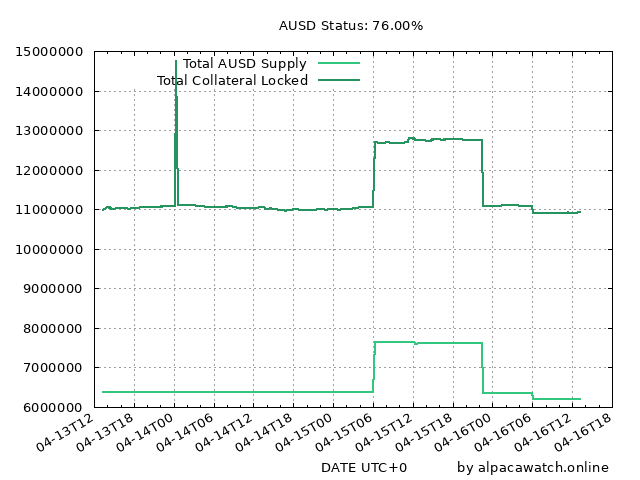 AUSD Status: 76.00%
Total AUSD Supply
Total Collateral Locked
15000000
14000000
13000000
12000000
11000000
10000000
9000000
8000000
7000000
6000000
04-13T12
04-13T18
04-14T00
04-14T06
04-14T12
04-14T18
04-15T00
04-15T06
04-15T12
04-15T18
04-16T00
04-16T06
04-16T12
04-16T18
DATE UTC+0
by alpacawatch.online